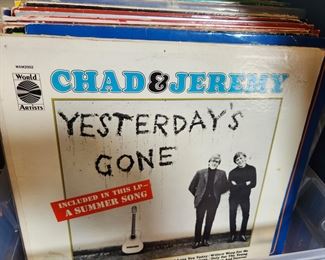 WAM2002
World
Artists
CHAD & JEREMY
YESTERDAY'S
GONE
INCLUDED IN THIS LP—
A SUMMER SONG